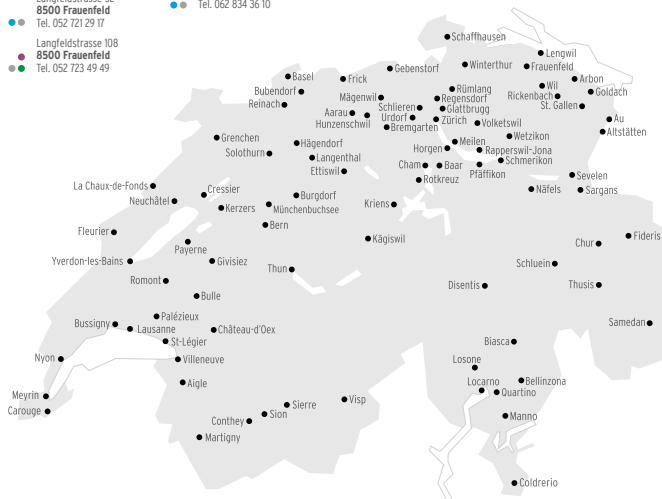 Langfeldstrasse 92
8500 Frauenfeld
Tel. 052 721 29 17
Langfeldstrasse 108
8500 Frauenfeld
Tel. 052 723 49 49
Tel. 062 834 36 10
Schaffhausen
Lengwil
Winterthur
Frauenfeld
Gebenstorf
Basel
Frick
Arbon
Bubendorf
Rümlang
Wil
Goldach
Mägenwil
Regensdorf
Rickenbach
Reinach
Schlieren
Glattbrugg
St. Gallen
Aarau
Urdorf
Zürich
Volketswil
Au
Hunzenschwil
Bremgarten
Altstätten
Grenchen
Hägendorf
Meilen
Wetzikon
Solothurn
Horgen
Rapperswil-Jona
Langenthal
Schmerikon
Cham
Baar
Pfäffikon
Ettiswil
Rotkreuz
Sevelen
La Chaux-de-Fonds
Näfels
Sargans
Cressier
Burgdorf
Neuchâtel
Kerzers
Münchenbuchsee
Kriens
Bern
Fleurier
Fideris
Payerne
Kägiswil
Chur
Yverdon-les-Bains
Givisiez
Schluein
Thun
Romont
Disentis
Thusis
Bulle
Palézieux
Bussigny
Samedan
Lausanne
Château-d'Oex
St-Légier
Biasca
Nyon
Villeneuve
Losone
Aigle
Locarno
Bellinzona
Meyrin
Quartino
Visp
Carouge
Sierre
Sion
Manno
Conthey
Martigny
Coldrerio